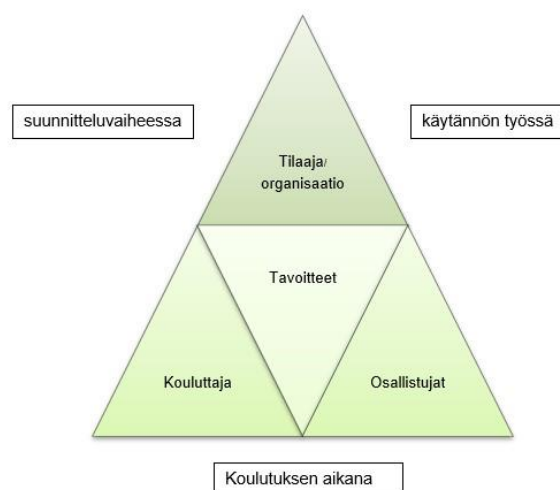 suunnitteluvaiheessa
käytännön työssä
Tilaaja/
organisaatio
Tavoitteet
Kouluttaja
Osallistujat
Koulutuksen aikana